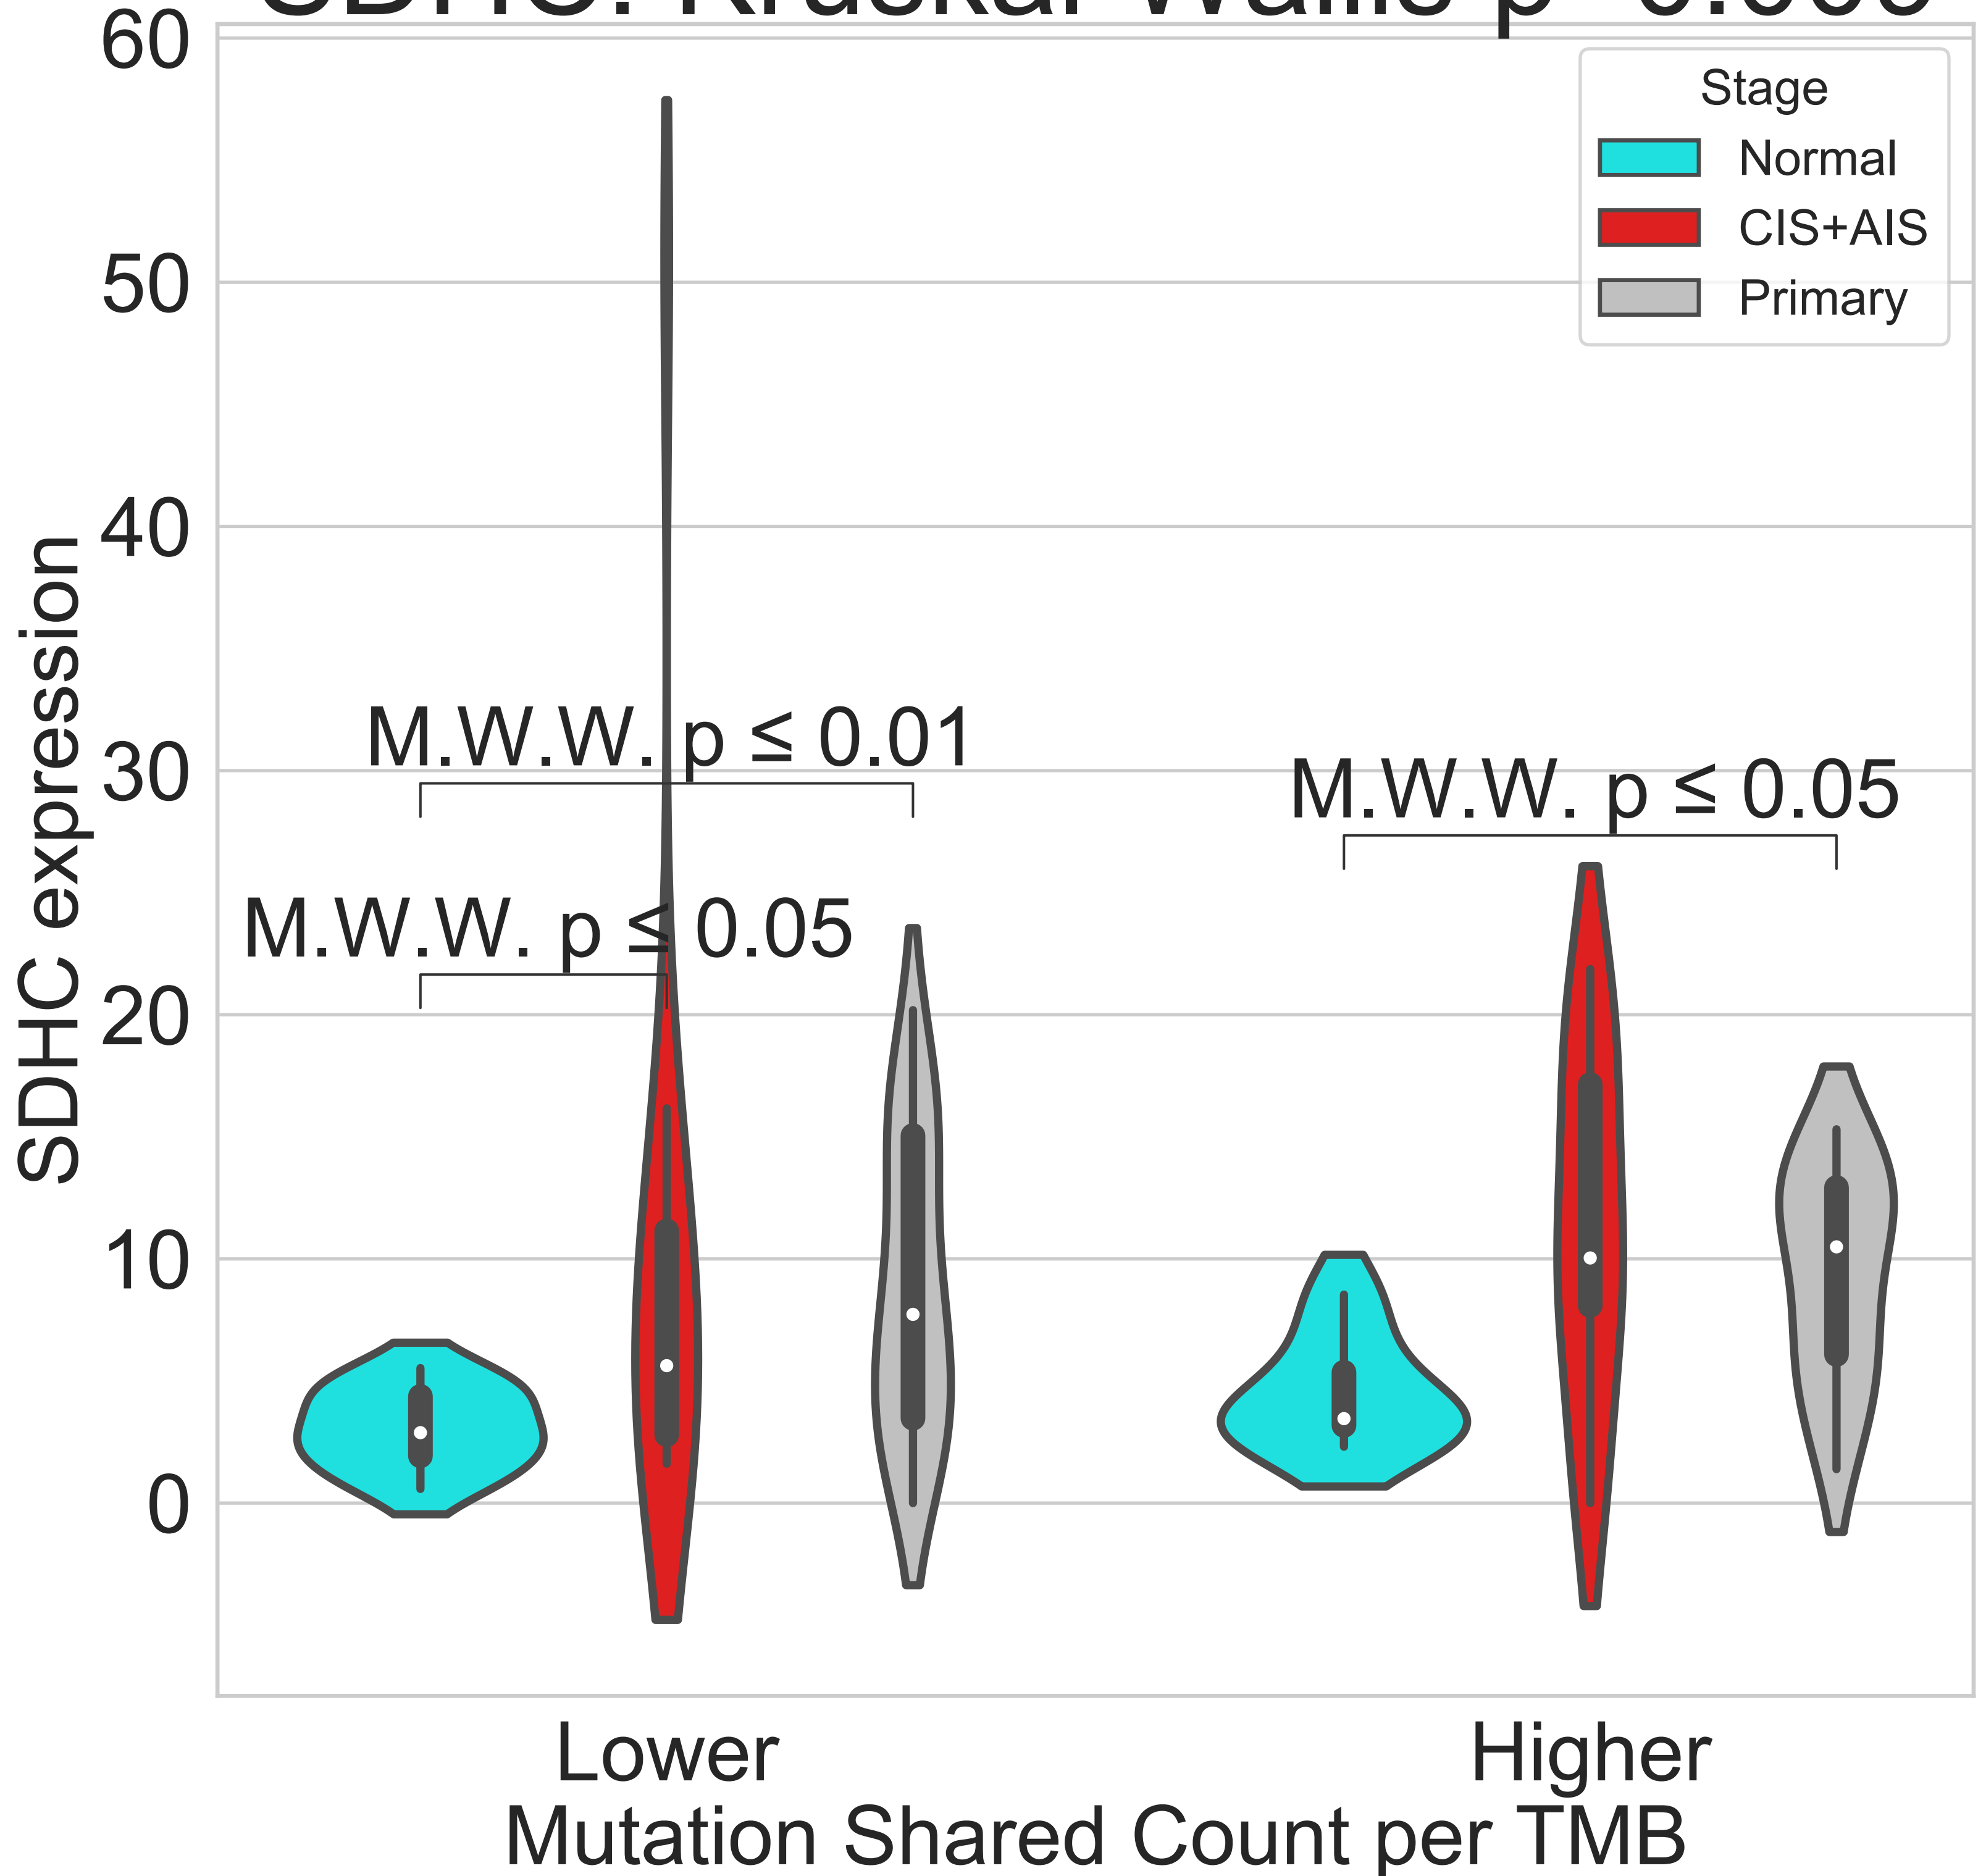 60
50
40
30
20
10
0
SDHC expression
Stage
Normal
CIS+AIS
Primary
M.W.W. p ≤ 0.01
M.W.W. p ≤ 0.05
M.W.W. p ≤ 0.05
Lower
Higher
Mutation Shared Count per TMB